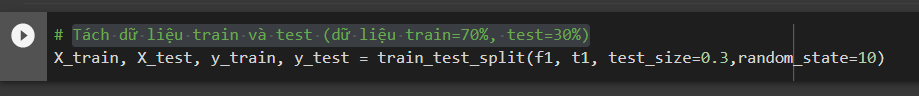 # Tách dữ liệu train và test (dữ liệu train=70%, test=30%)
X_train, X_test, y_train, y_test = train_test_split(f1, t1, test_size=0.3,random_state=10)